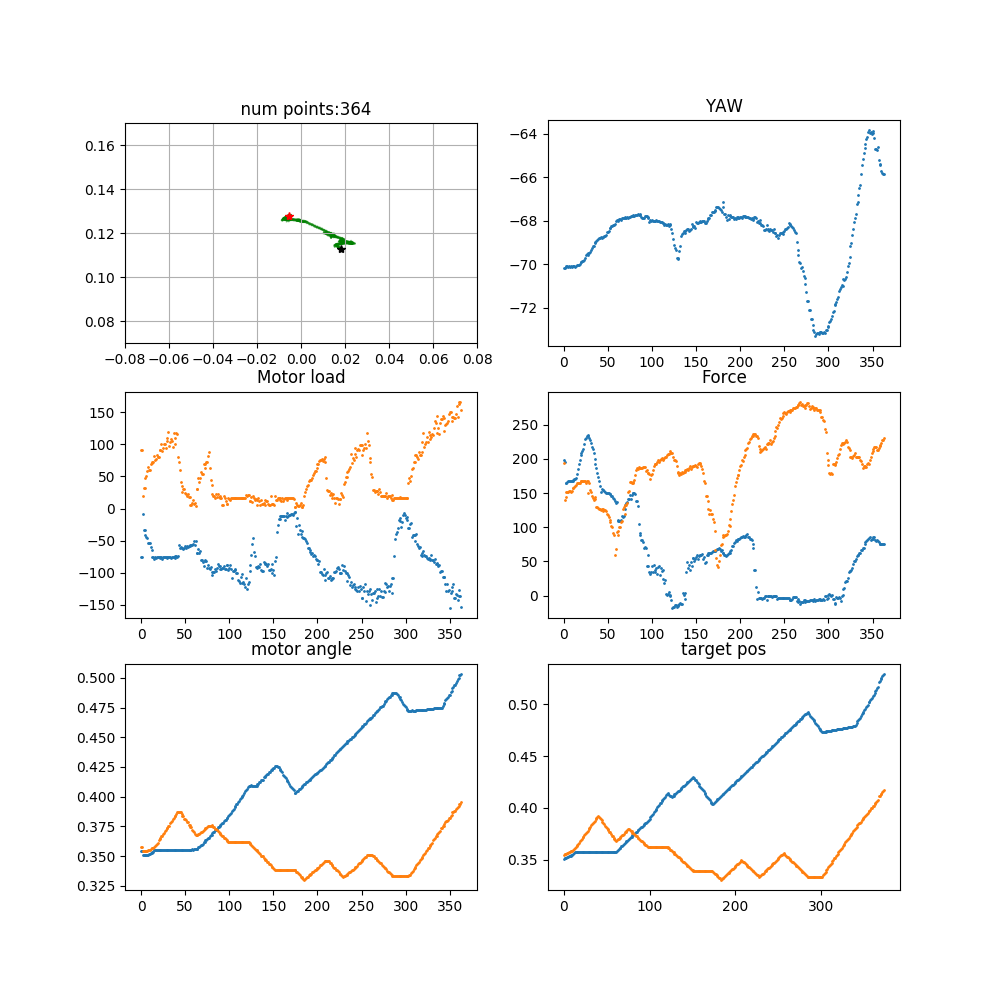 num points:364
0.16
0.14
0.12
0.10
0.08
−0.08 −0.06 −0.04 −0.02 0.00 0.02 0.04 0.06 0.08
YAW
−64
−66
−68
−70
−72
0 50 100 150 200 250 300 350
Motor load
150
100
50
0
−50
−100
−150
0 50 100 150 200 250 300 350
Force
250
200
150
100
50
0
0 50 100 150 200 250 300 350
motor angle
0.500
0.475
0.450
0.425
0.400
0.375
0.350
0.325
0 50 100 150 200 250 300 350
target pos
0.50
0.45
0.40
0.35
0 100 200 300